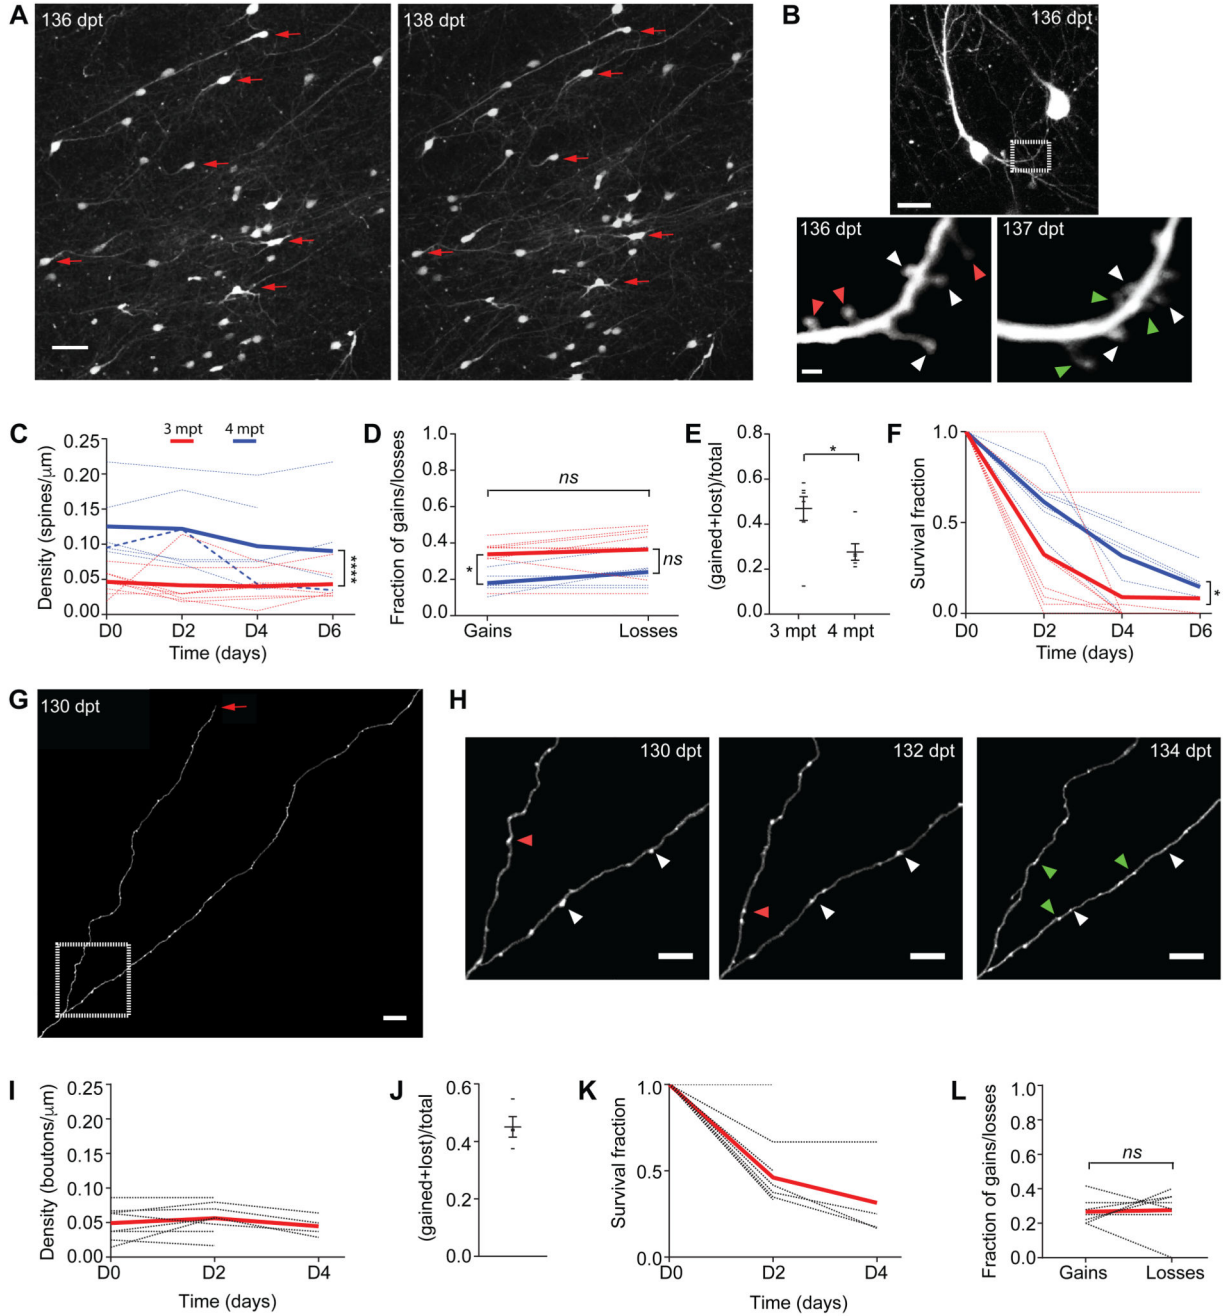 A
136 dpt
138 dpt
B
136 dpt
136 dpt
137 dpt
C
3 mpt
4 mpt
Density (spines/µm)
0.25
0.20
0.15
0.10
0.05
0.00
****
D0
D2
D4
D6
Time (days)
D
Fraction of gains/losses
1.0
0.8
0.6
0.4
0.2
0.0
ns
*
ns
Gains
Losses
E
(gained+lost)/total
0.8
0.6
0.4
0.2
0.0
*
3 mpt
4 mpt
F
Survival fraction
1.0
0.5
0.0
*
D0
D2
D4
D6
Time (days)
G
130 dpt
H
130 dpt
132 dpt
134 dpt
I
Density (boutons/µm)
0.25
0.20
0.15
0.10
0.05
0.00
D0
D2
D4
Time (days)
J
(gained+lost)/total
0.6
0.4
0.2
0.0
K
Survival fraction
1.0
0.5
0.0
D0
D2
D4
Time (days)
L
Fraction of gains/losses
1.0
0.8
0.6
0.4
0.2
0.0
ns
Gains
Losses